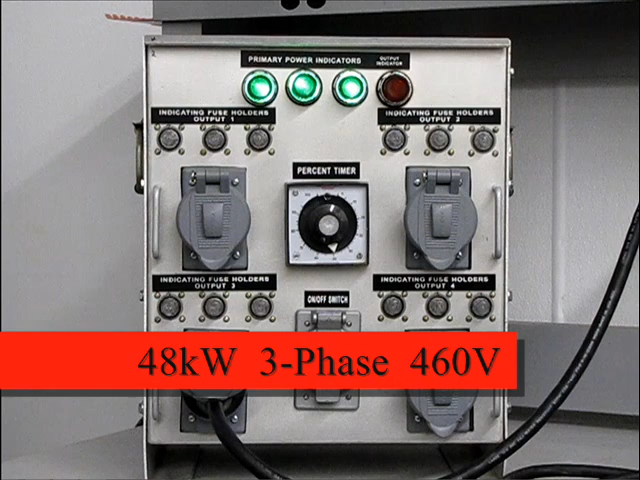 PRIMARY POWER INDICATORS
OUTPUT
INDICATOR
INDICATING FUSE HOLDERS
OUTPUT 1
INDICATING FUSE HOLDERS
OUTPUT 2
PERCENT TIMER
INDICATING FUSE HOLDERS
OUTPUT 3
INDICATING FUSE HOLDERS
OUTPUT 4
ON/OFF SWITCH
48kW 3-Phase 460V